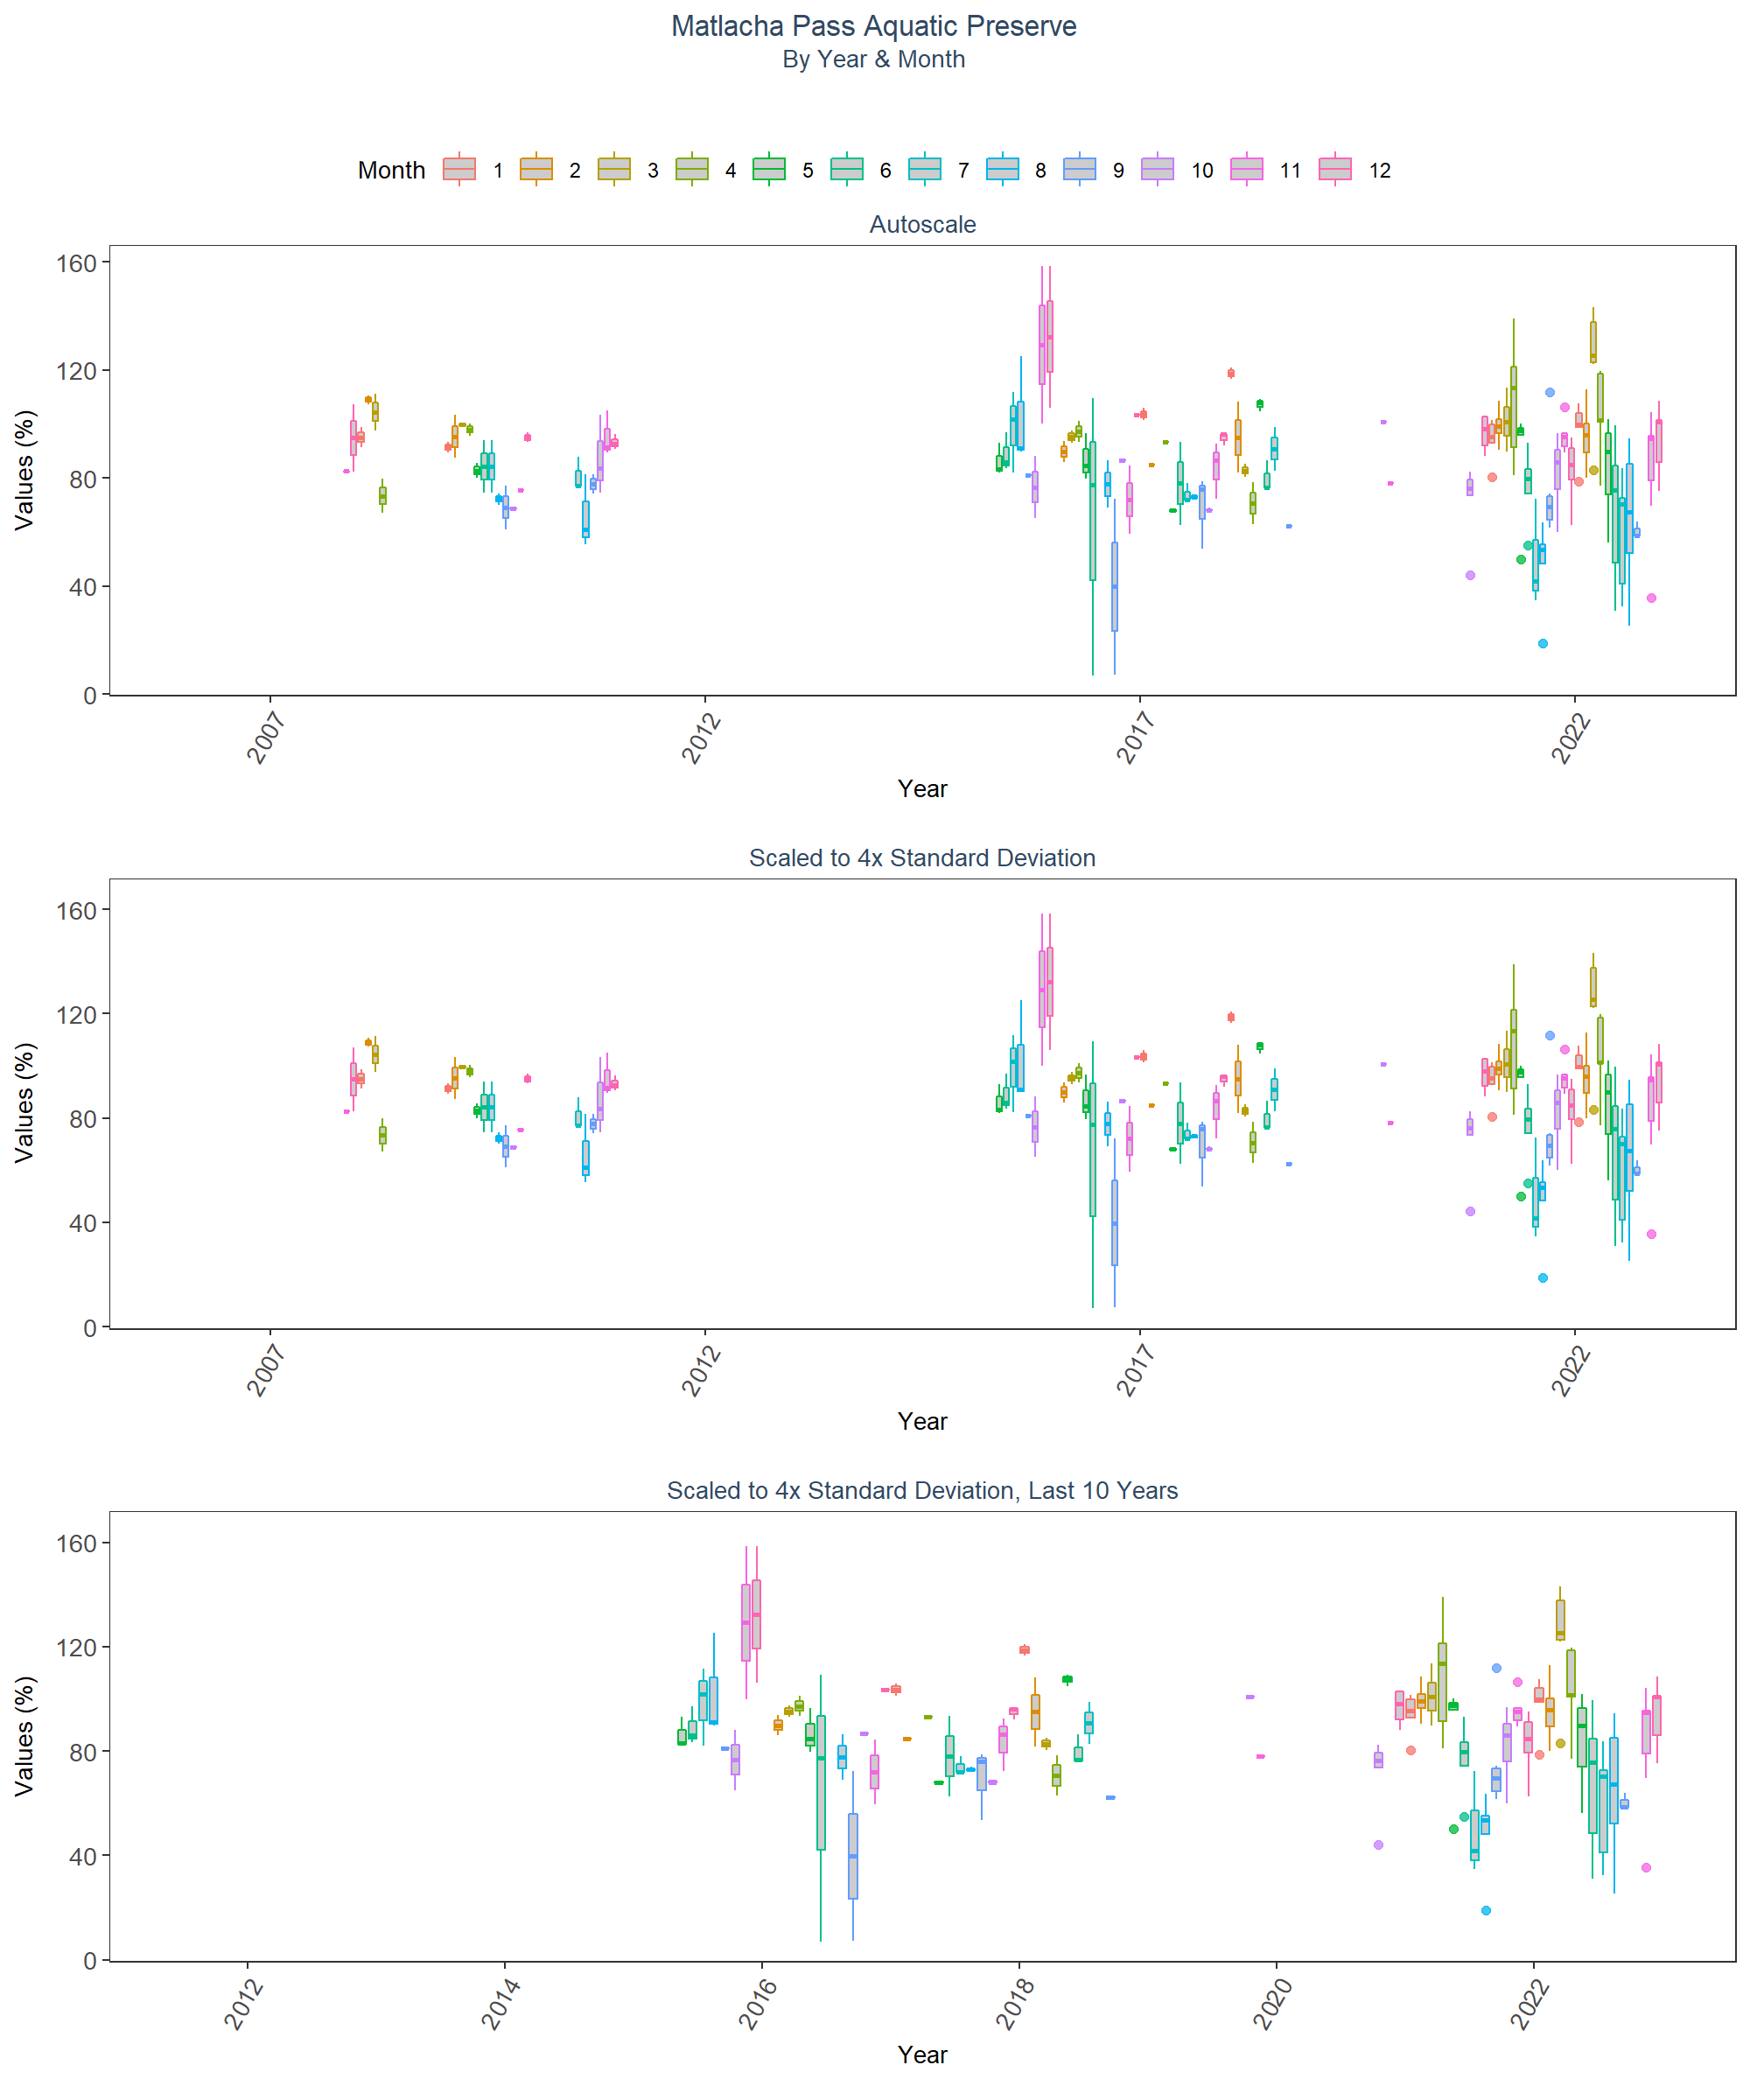 Matlacha Pass Aquatic Preserve
By Year & Month
Month 1 2 3 4 5 6 7 8 9 10 11 12
Autoscale
Values (%)
160
120
80
40
0
2007 2012 2017 2022
Year
Scaled to 4x Standard Deviation
Values (%)
160
120
80
40
0
2007 2012 2017 2022
Year
Scaled to 4x Standard Deviation, Last 10 Years
Values (%)
160
120
80
40
0
2012 2014 2016 2018 2020 2022
Year